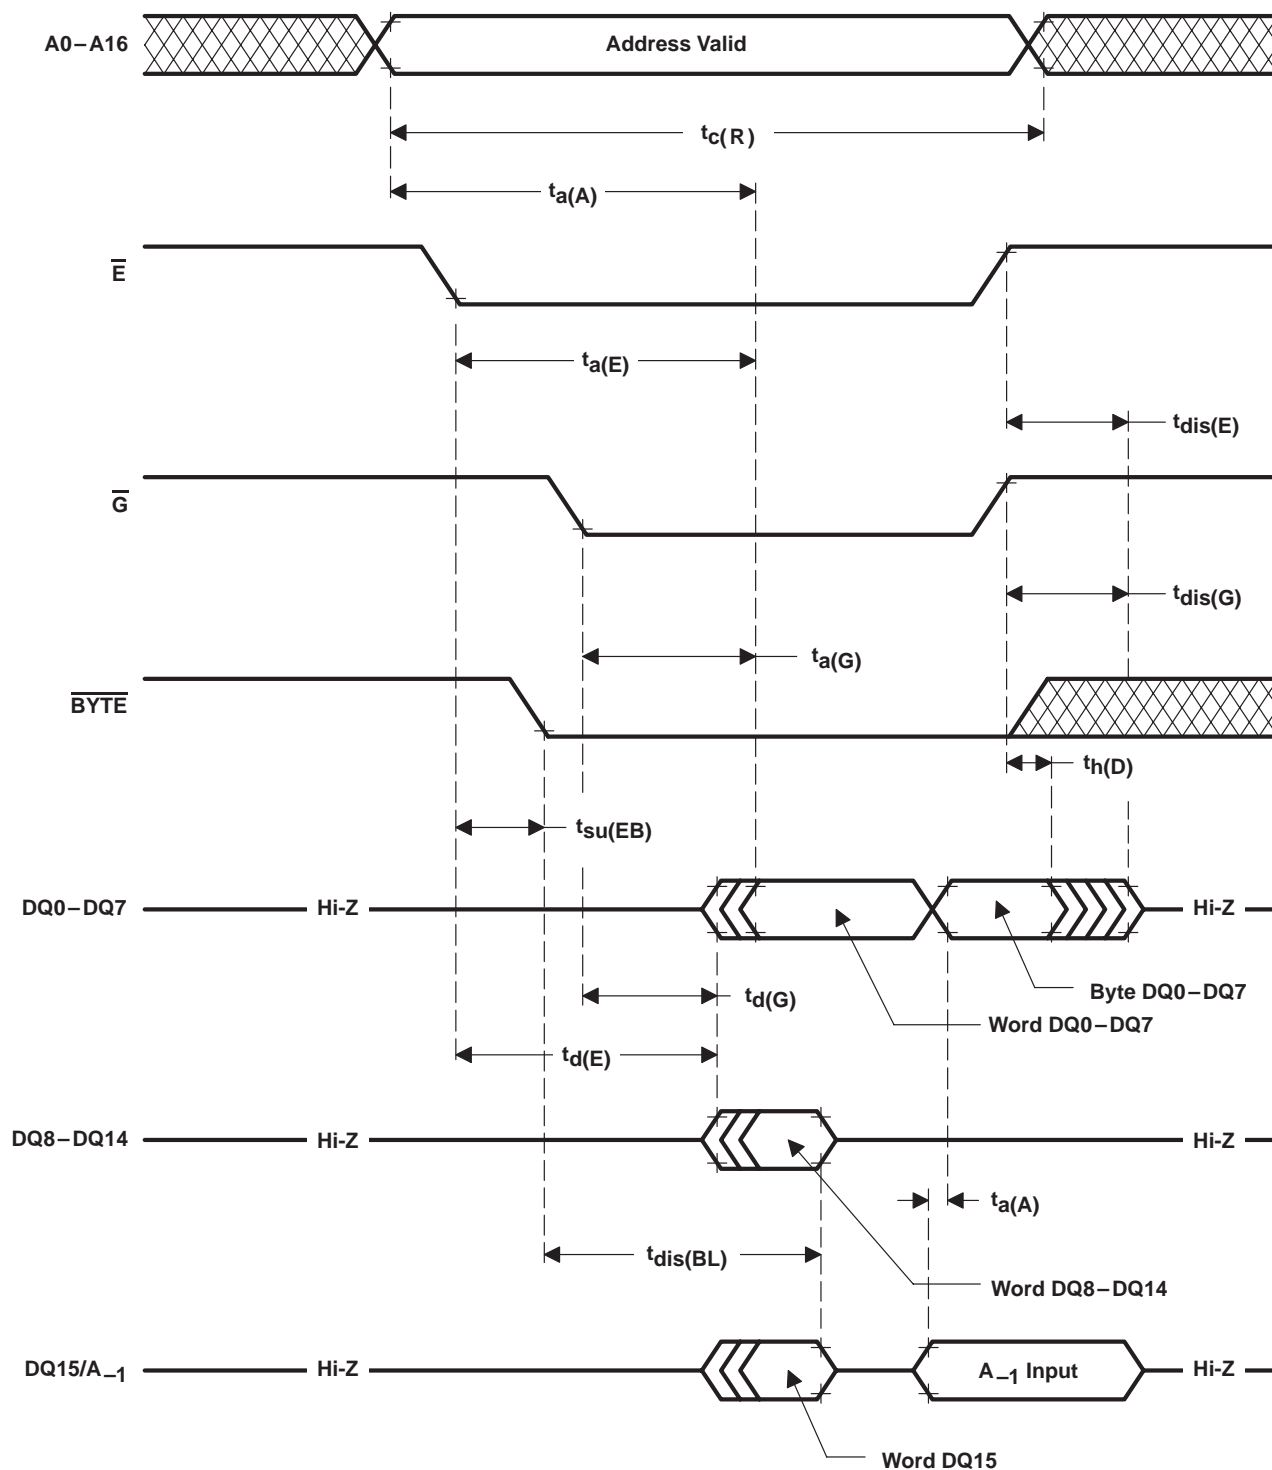 A0–A16
Address Valid
tc(R)
ta(A)
E
ta(E)
tdis(E)
G
tdis(G)
ta(G)
BYTE
th(D)
tsu(EB)
DQ0–DQ7
Hi-Z
Hi-Z
Byte DQ0–DQ7
td(G)
Word DQ0–DQ7
td(E)
DQ8–DQ14
Hi-Z
Hi-Z
ta(A)
tdis(BL)
Word DQ8–DQ14
DQ15/A–1
Hi-Z
A–1 Input
Hi-Z
Word DQ15